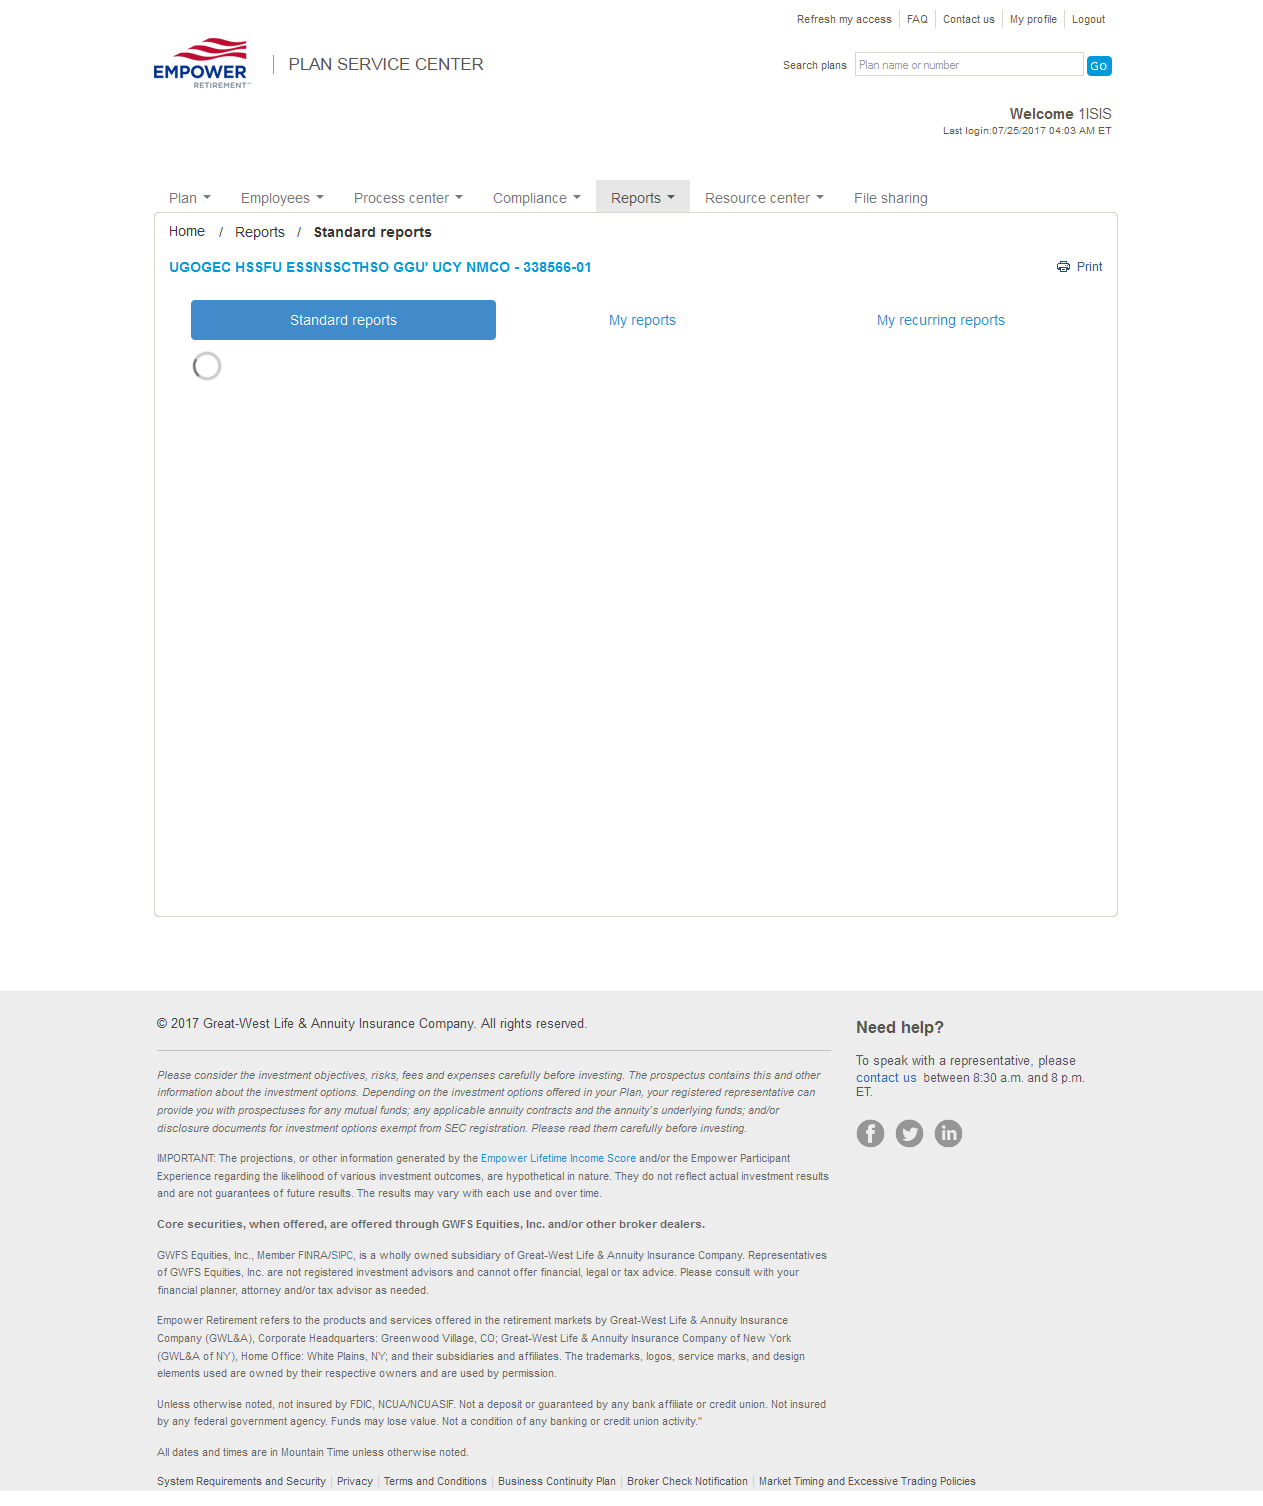 Refresh my access FAQ Contact us My profile Logout
EMPOWER
RETIREMENT™
PLAN SERVICE CENTER
Search plans Plan name or number Go
Welcome 1ISIS
Last login:07/25/2017 04:03 AM ET
Plan Employees Process center Compliance Reports Resource center File sharing
Home / Reports / Standard reports
UGOGEC HSSFU ESSNSSCTHSO GGU' UCY NMCO - 338566-01
Print
Standard reports My reports My recurring reports
© 2017 Great-West Life & Annuity Insurance Company. All rights reserved.
Please consider the investment objectives, risks, fees and expenses carefully before investing. The prospectus contains this and other
information about the investment options. Depending on the investment options offered in your Plan, your registered representative can
provide you with prospectuses for any mutual funds; any applicable annuity contracts and the annuity's underlying funds; and/or
disclosure documents for investment options exempt from SEC registration. Please read them carefully before investing.
IMPORTANT: The projections, or other information generated by the Empower Lifetime Income Score and/or the Empower Participant
Experience regarding the likelihood of various investment outcomes, are hypothetical in nature. They do not reflect actual investment results
and are not guarantees of future results. The results may vary with each use and over time.
Core securities, when offered, are offered through GWFS Equities, Inc. and/or other broker dealers.
GWFS Equities, Inc., Member FINRA/SIPC, is a wholly owned subsidiary of Great-West Life & Annuity Insurance Company. Representatives
of GWFS Equities, Inc. are not registered investment advisors and cannot offer financial, legal or tax advice. Please consult with your
financial planner, attorney and/or tax advisor as needed.
Empower Retirement refers to the products and services offered in the retirement markets by Great-West Life & Annuity Insurance
Company (GWL&A), Corporate Headquarters: Greenwood Village, CO; Great-West Life & Annuity Insurance Company of New York
(GWL&A of NY), Home Office: White Plains, NY; and their subsidiaries and affiliates. The trademarks, logos, service marks, and design
elements used are owned by their respective owners and are used by permission.
Unless otherwise noted, not insured by FDIC, NCUA/NCUASIF. Not a deposit or guaranteed by any bank affiliate or credit union. Not insured
by any federal government agency. Funds may lose value. Not a condition of any banking or credit union activity."
All dates and times are in Mountain Time unless otherwise noted.
System Requirements and Security Privacy Terms and Conditions Business Continuity Plan Broker Check Notification Market Timing and Excessive Trading Policies
Need help?
To speak with a representative, please
contact us between 8:30 a.m. and 8 p.m.
ET.